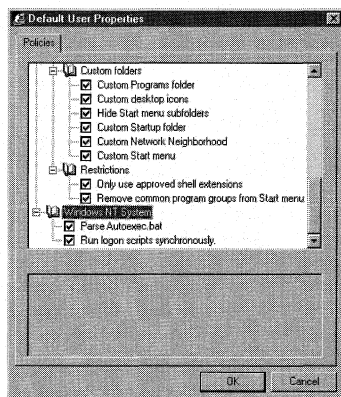 Default User Properties
Policies
Custom folders
Custom Programs folder
Custom desktop icons
Hide Start menu subfolders
Custom Startup folder
Custom Network Neighborhood
Custom Start menu
Restrictions
Only use approved shell extensions
Remove common program groups from Start menu
Windows NT System
Parse Autoexec.bat
Run logon scripts synchronously.
OK
Cancel